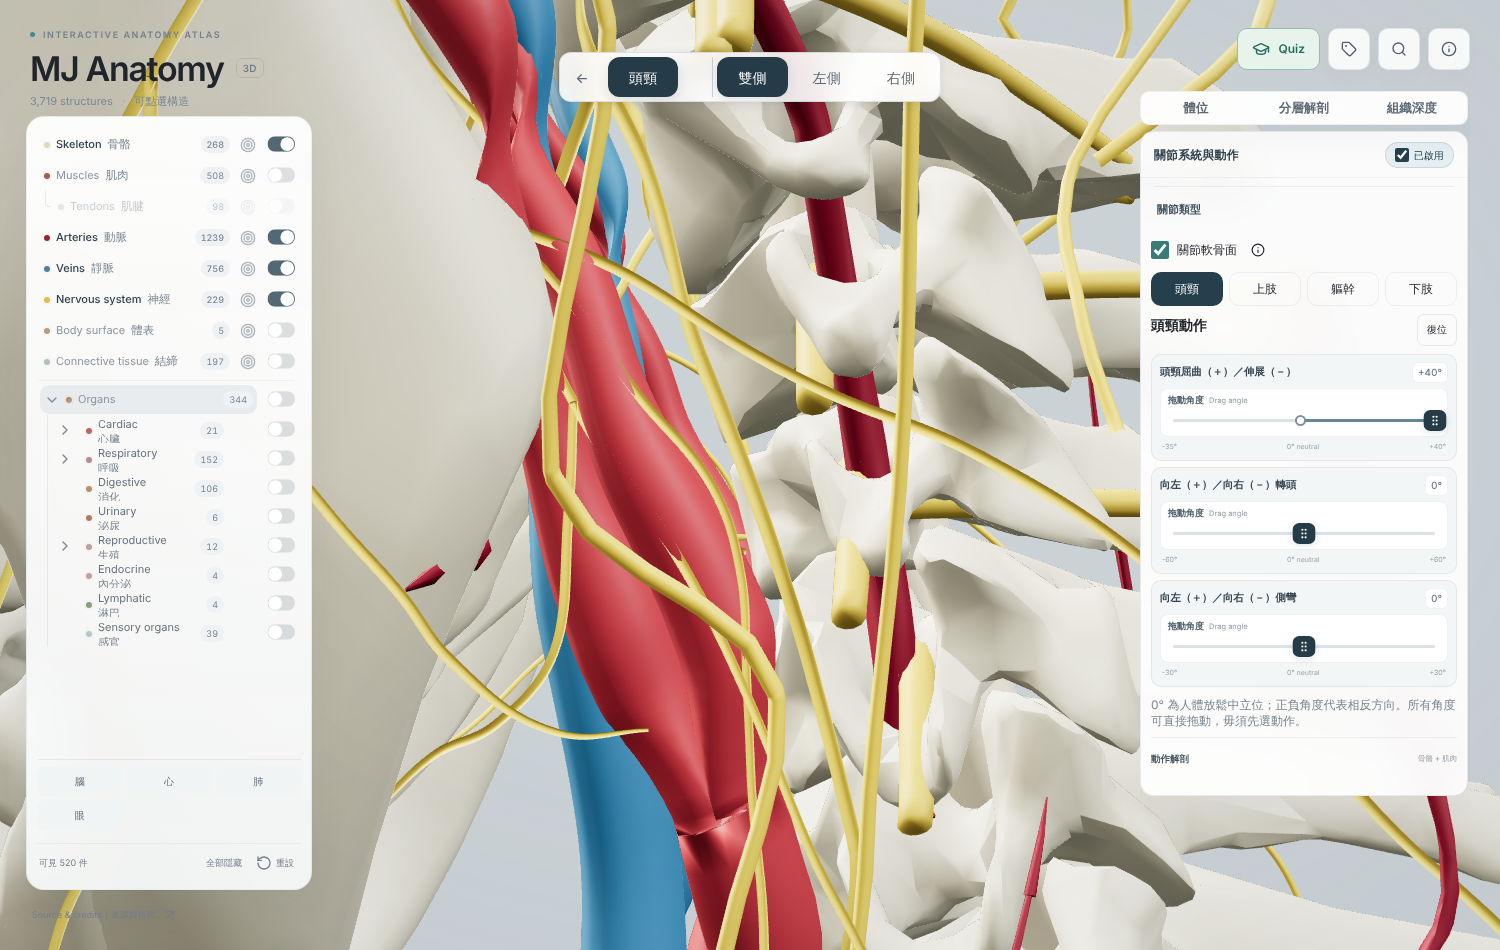 INTERACTIVE ANATOMY ATLAS
MJ Anatomy 3D
3,719 structures · 可點選構造
Skeleton 骨骼 268
Muscles 肌肉 508
Tendons 肌腱 98
Arteries 動脈 1239
Veins 靜脈 756
Nervous system 神經 229
Body surface 體表 5
Connective tissue 結締 197
Organs 344
Cardiac 21
心臟
Respiratory 152
呼吸
Digestive 106
消化
Urinary 6
泌尿
Reproductive 12
生殖
Endocrine 4
內分泌
Lymphatic 4
淋巴
Sensory organs 39
感官
腦 心 肺
眼
可見 520 件 全部隱藏 重設
Source & credits
← 頭頸 雙側 左側 右側
Quiz
體位 分層解剖 組織深度
關節系統與動作 已啟用
關節類型
關節軟骨面
頭頸 上肢 軀幹 下肢
頭頸動作 復位
頭頸屈曲（+）／伸展（−） +40°
拖動角度 Drag angle
-35° 0° neutral +40°
向左（+）／向右（−）轉頭 0°
拖動角度 Drag angle
-60° 0° neutral +60°
向左（+）／向右（−）側彎 0°
拖動角度 Drag angle
-30° 0° neutral +30°
0° 為人體放鬆中立位；正負角度代表相反方向。所有角度
可直接拖動，毋須先選動作。
動作解剖 骨骼 + 肌肉